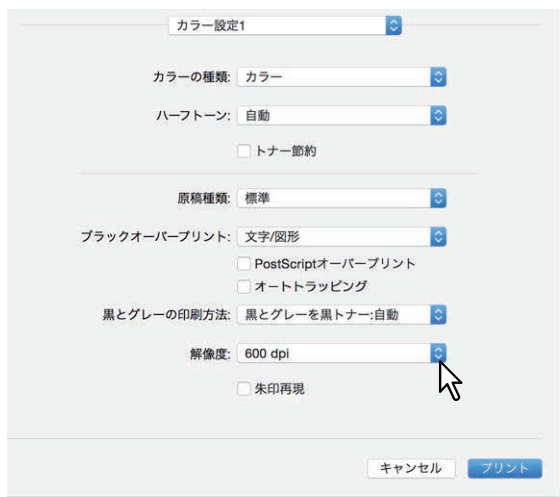 カラー設定1
カラーの種類: カラー
ハーフトーン: 自動
トナー節約
原稿種類: 標準
ブラックオーバープリント: 文字/図形
PostScriptオーバープリント
オートトラッピング
黒とグレーの印刷方法: 黒とグレーを黒トナー:自動
解像度: 600 dpi
朱印再現
キャンセル プリント